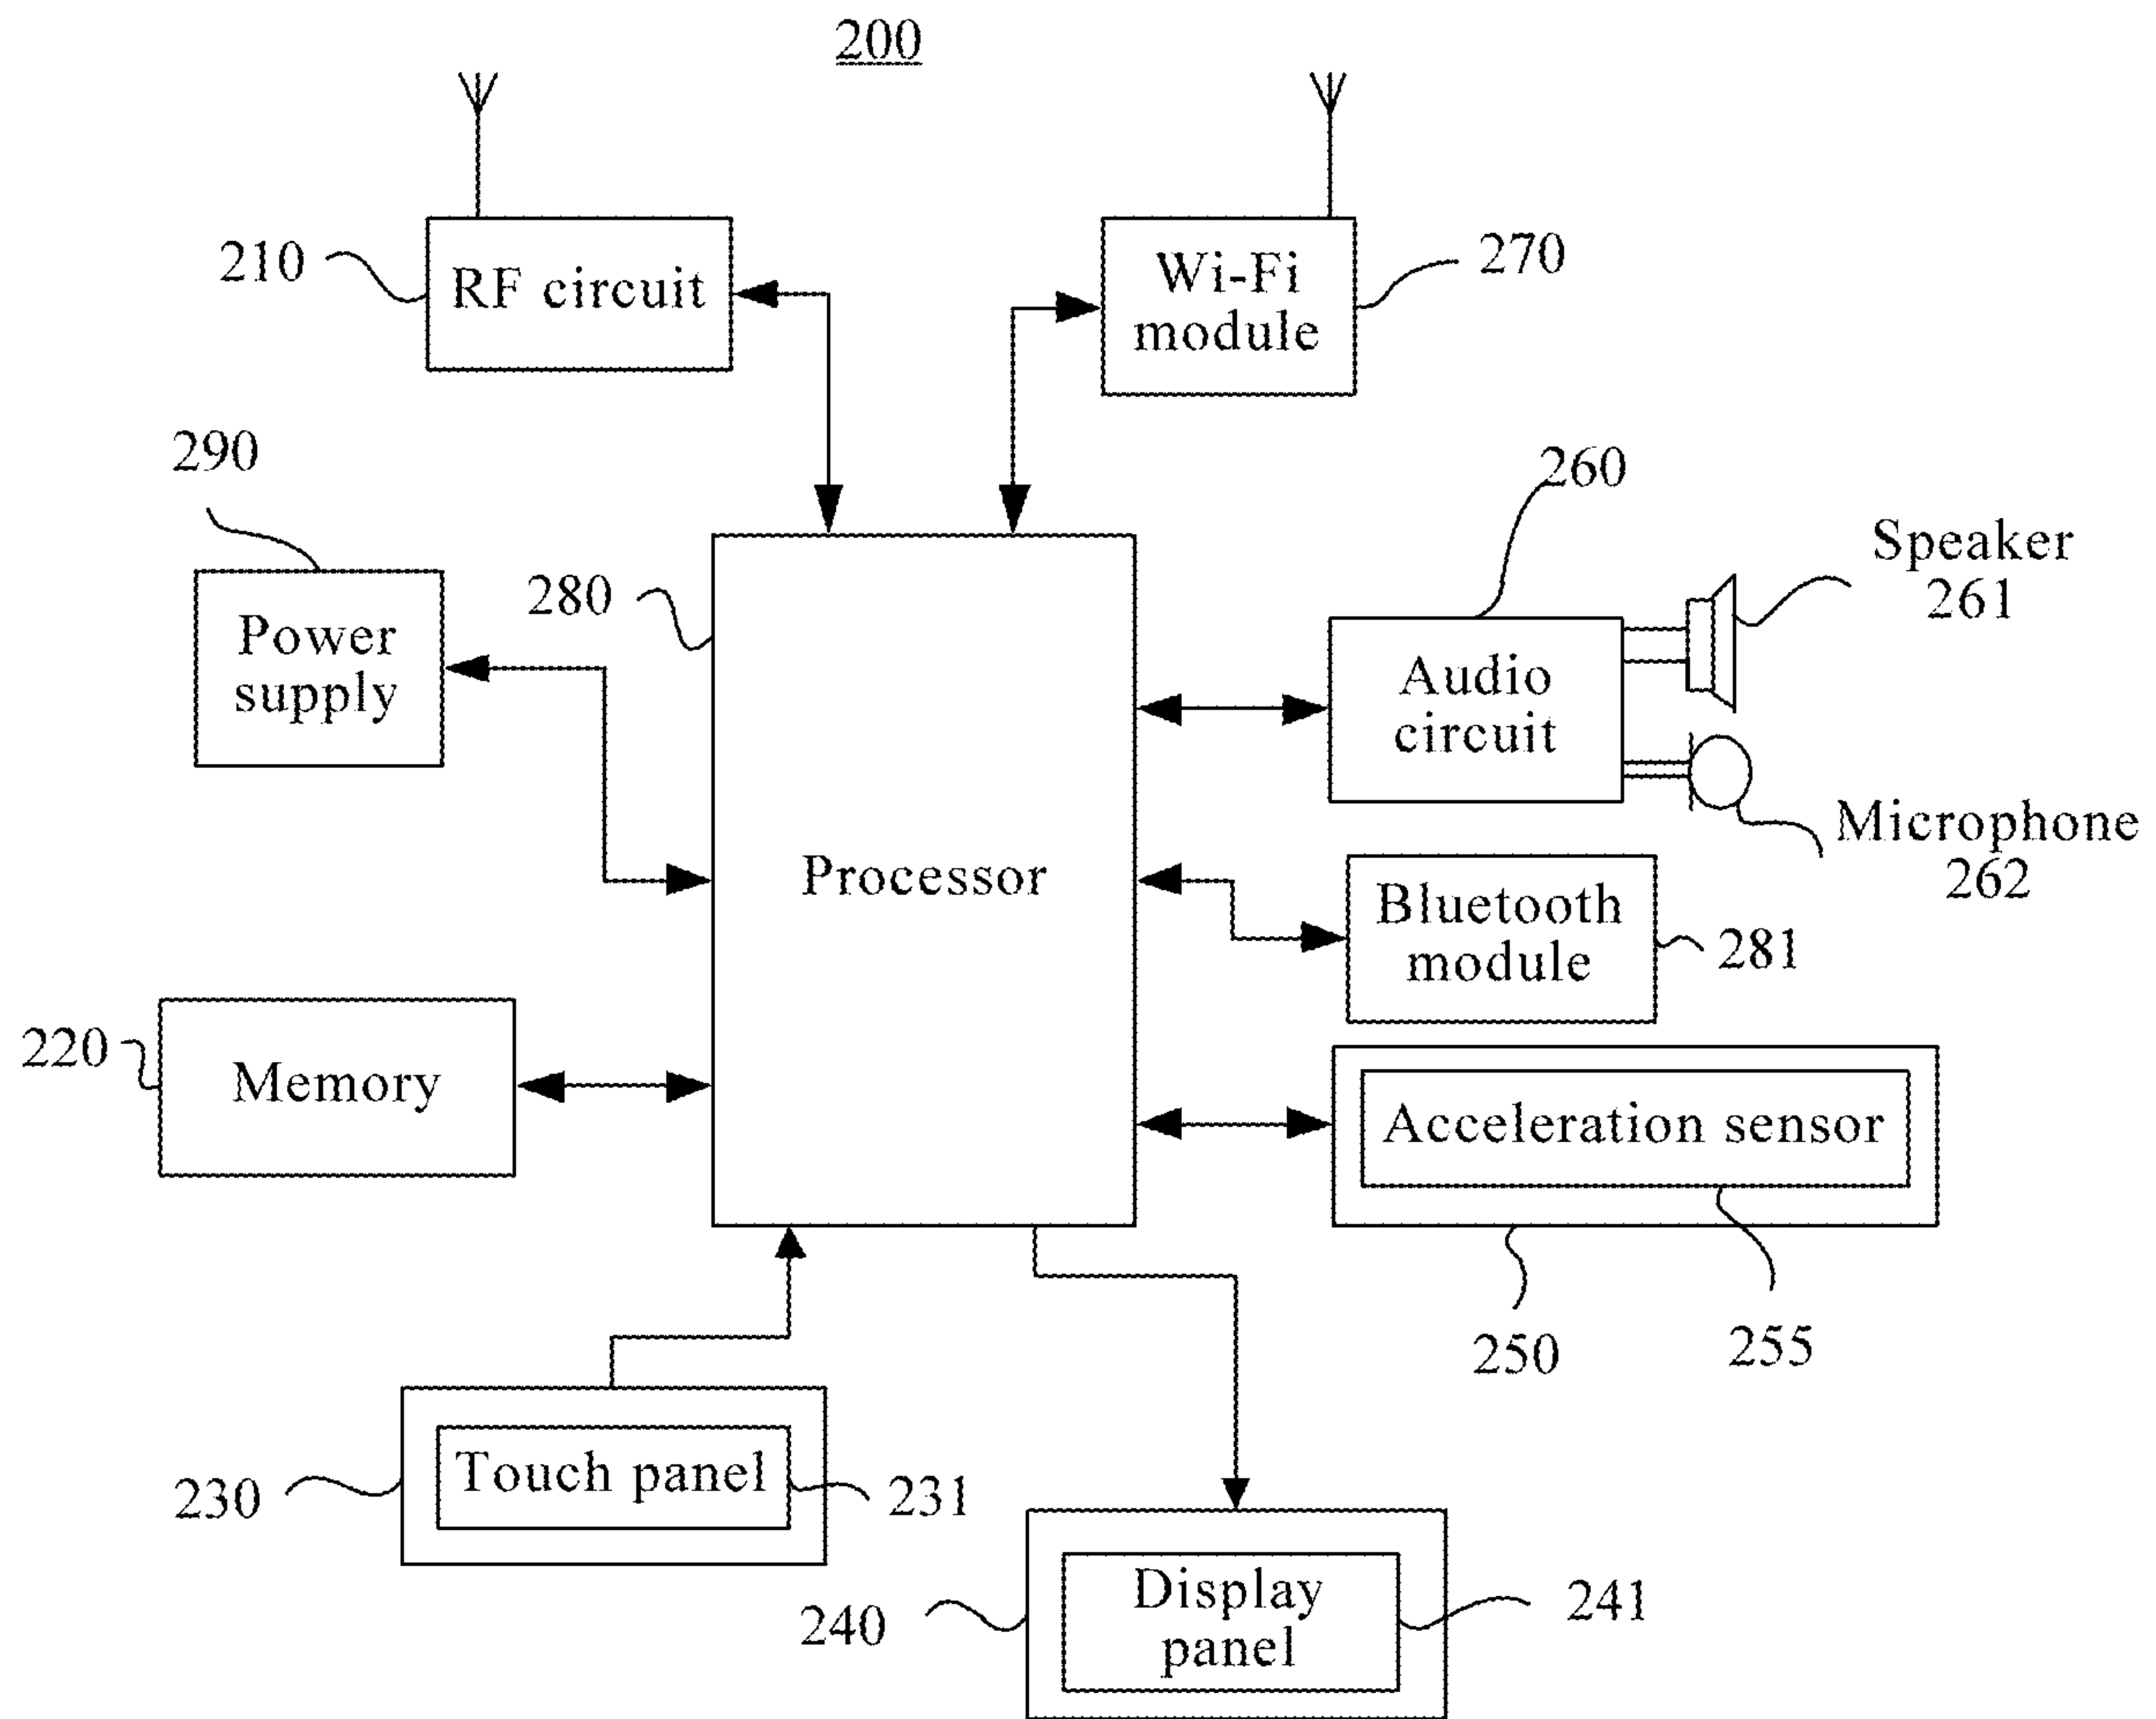 200
210
RF circuit
Wi-Fi
module
270
290
Power
supply
280
Processor
260
Audio
circuit
Speaker
261
Microphone
262
Bluetooth
module
281
220
Memory
Acceleration sensor
250
255
230
Touch panel
231
240
Display
panel
241